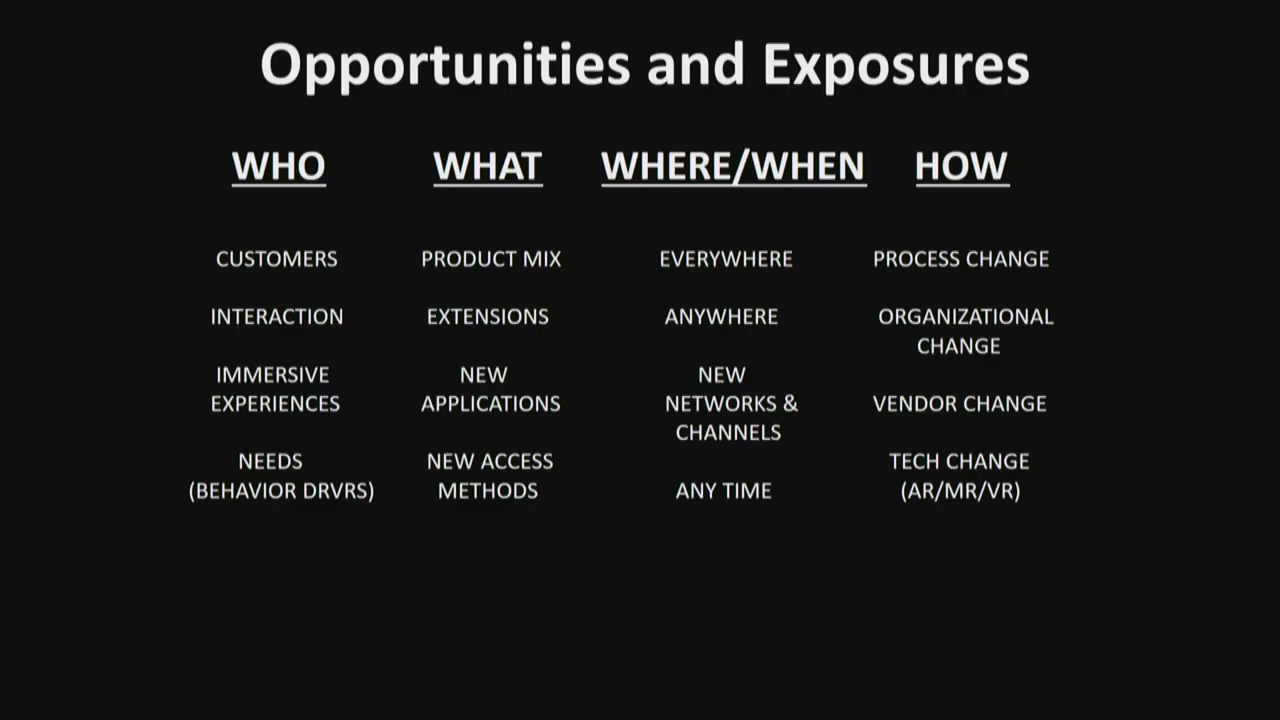 Opportunities and Exposures
WHO
CUSTOMERS
INTERACTION
IMMERSIVE
EXPERIENCES
NEEDS
(BEHAVIOR DRVRS)
WHAT
PRODUCT MIX
EXTENSIONS
NEW
APPLICATIONS
NEW ACCESS
METHODS
WHERE/WHEN
EVERYWHERE
ANYWHERE
NEW
NETWORKS &
CHANNELS
ANY TIME
HOW
PROCESS CHANGE
ORGANIZATIONAL
CHANGE
VENDOR CHANGE
TECH CHANGE
(AR/MR/VR)